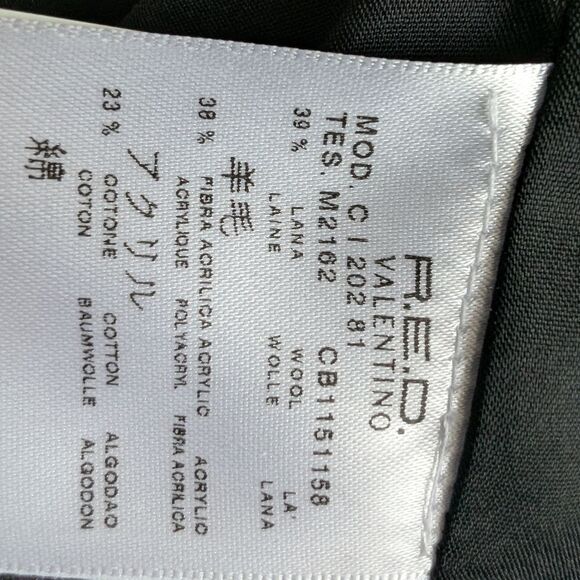 R.E.D.
VALENTINO
MOD. C I 202 81
TES. M2162 CB1151158
39 % LANA WOOL LA'
LAINE WOLLE LANA
羊毛
38 % FIBRA ACRILICA ACRYLIC ACRYLIC
ACRYLIQUE POLYACRYL FIBRA ACRILICA
アクリル
23 % COTONE COTTON ALGODAO
COTON BAUMWOLLE ALGODON